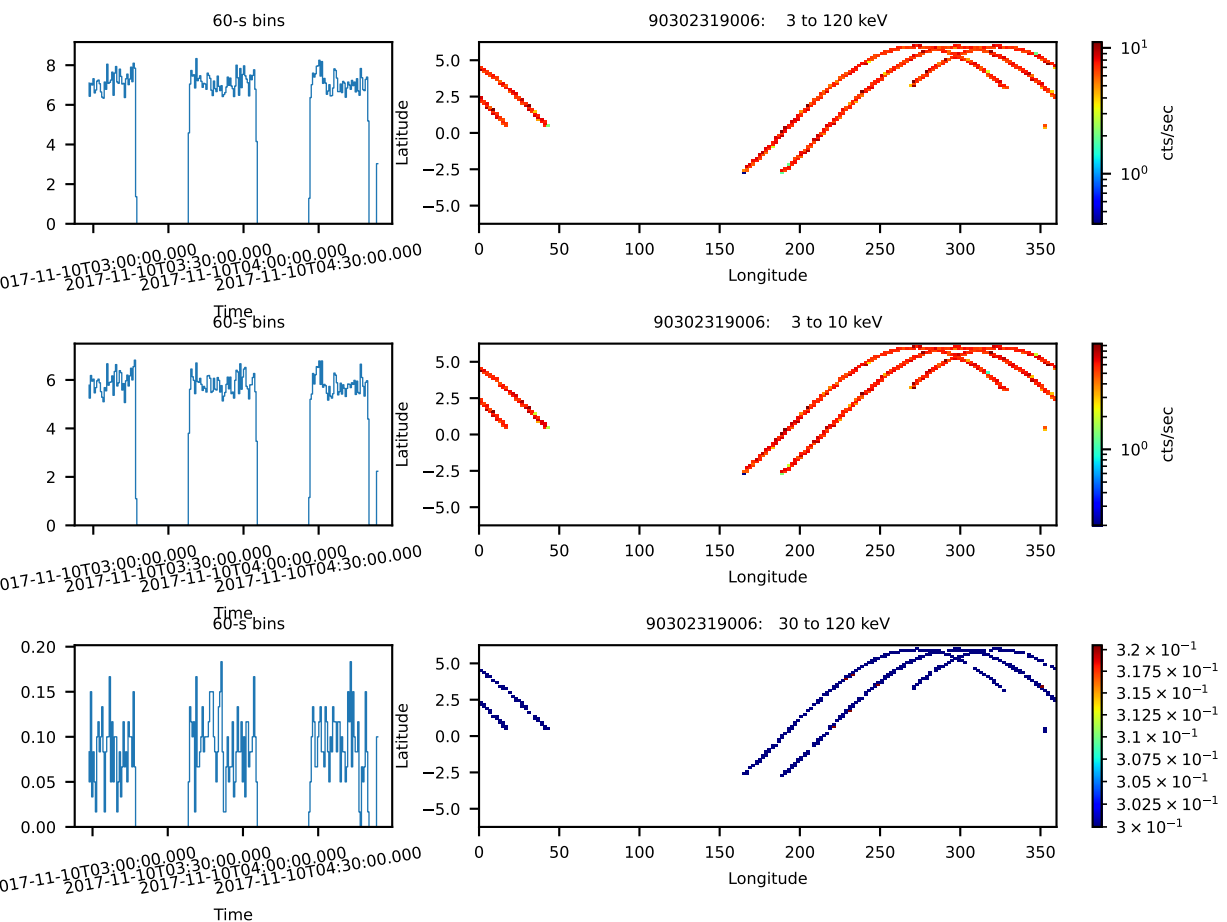 60-s bins
90302319006: 3 to 120 keV
8
6
4
2
0
Latitude
5.0
2.5
0.0
−2.5
−5.0
10^1
10^0
cts/sec
017-11-10T03:00:00.000
2017-11-10T03:30:00.000
2017-11-10T04:00:00.000
2017-11-10T04:30:00.000
Time
0 50 100 150 200 250 300 350
Longitude
60-s bins
90302319006: 3 to 10 keV
6
4
2
0
Latitude
5.0
2.5
0.0
−2.5
−5.0
10^0
cts/sec
017-11-10T03:00:00.000
2017-11-10T03:30:00.000
2017-11-10T04:00:00.000
2017-11-10T04:30:00.000
Time
0 50 100 150 200 250 300 350
Longitude
60-s bins
90302319006: 30 to 120 keV
0.20
0.15
0.10
0.05
0.00
Latitude
5.0
2.5
0.0
−2.5
−5.0
3.2 × 10^−1
3.175 × 10^−1
3.15 × 10^−1
3.125 × 10^−1
3.1 × 10^−1
3.075 × 10^−1
3.05 × 10^−1
3.025 × 10^−1
3 × 10^−1
017-11-10T03:00:00.000
2017-11-10T03:30:00.000
2017-11-10T04:00:00.000
2017-11-10T04:30:00.000
Time
0 50 100 150 200 250 300 350
Longitude